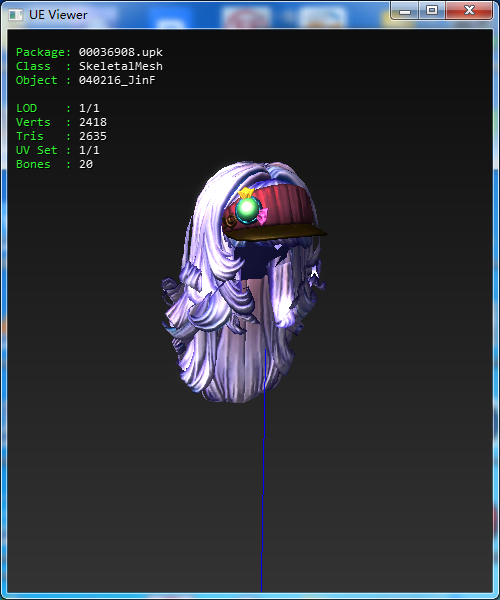 UE Viewer
Package: 00036908.upk
Class : SkeletalMesh
Object : 040216_JinF
LOD : 1/1
Verts : 2418
Tris : 2635
UV Set : 1/1
Bones : 20